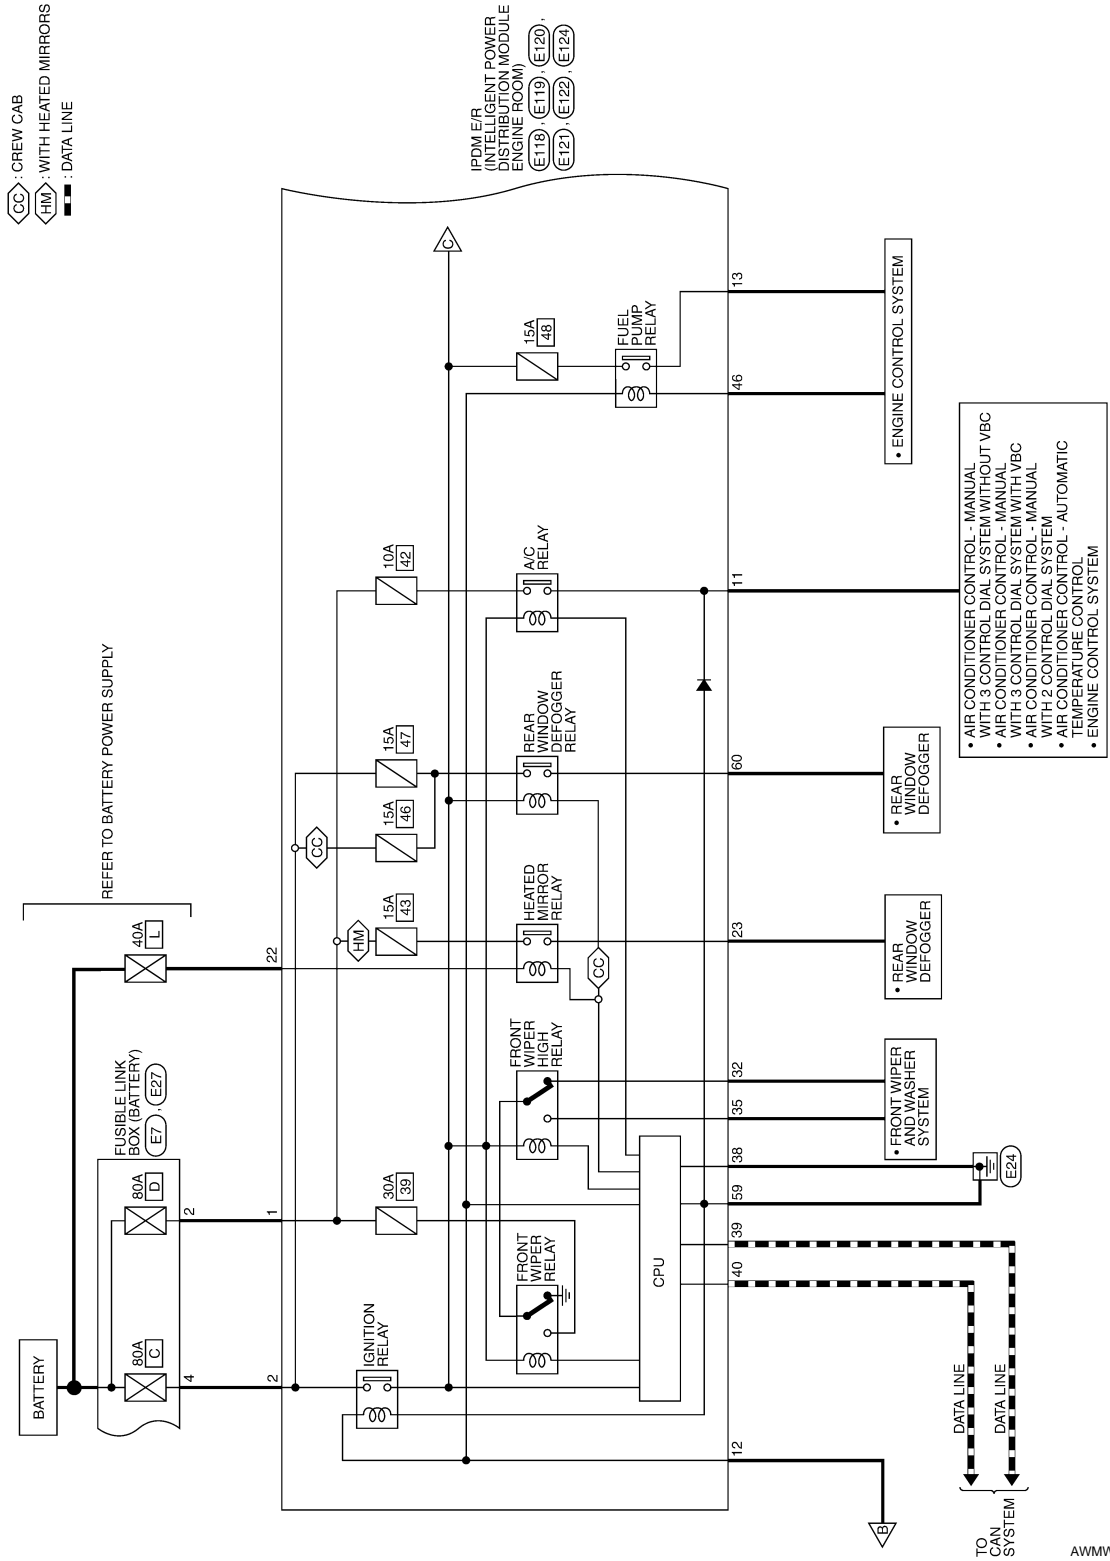 CC : CREW CAB
HM : WITH HEATED MIRRORS
: DATA LINE
IPDM E/R
(INTELLIGENT POWER
DISTRIBUTION MODULE
ENGINE ROOM)
E118 , E119 , E120 ,
E121 , E122 , E124
REFER TO BATTERY POWER SUPPLY
BATTERY
FUSIBLE LINK
BOX (BATTERY)
E7 , E27
80A
C
80A
D
40A
L
4
2
2
1
22
IGNITION
RELAY
30A
39
HM
15A
43
CC
15A
46
15A
47
10A
42
15A
48
C
FRONT
WIPER
RELAY
FRONT
WIPER
HIGH
RELAY
HEATED
MIRROR
RELAY
REAR
WINDOW
DEFOGGER
RELAY
A/C
RELAY
FUEL
PUMP
RELAY
CC
CPU
12
40
39
59
38
35
32
23
60
11
46
13
B
DATA LINE
DATA LINE
TO
CAN
SYSTEM
E24
• FRONT WIPER
AND WASHER
SYSTEM
• REAR
WINDOW
DEFOGGER
• REAR
WINDOW
DEFOGGER
• AIR CONDITIONER CONTROL - MANUAL
WITH 3 CONTROL DIAL SYSTEM WITHOUT VBC
• AIR CONDITIONER CONTROL - MANUAL
WITH 3 CONTROL DIAL SYSTEM WITH VBC
• AIR CONDITIONER CONTROL - MANUAL
WITH 2 CONTROL DIAL SYSTEM
• AIR CONDITIONER CONTROL - AUTOMATIC
TEMPERATURE CONTROL
• ENGINE CONTROL SYSTEM
• ENGINE CONTROL SYSTEM